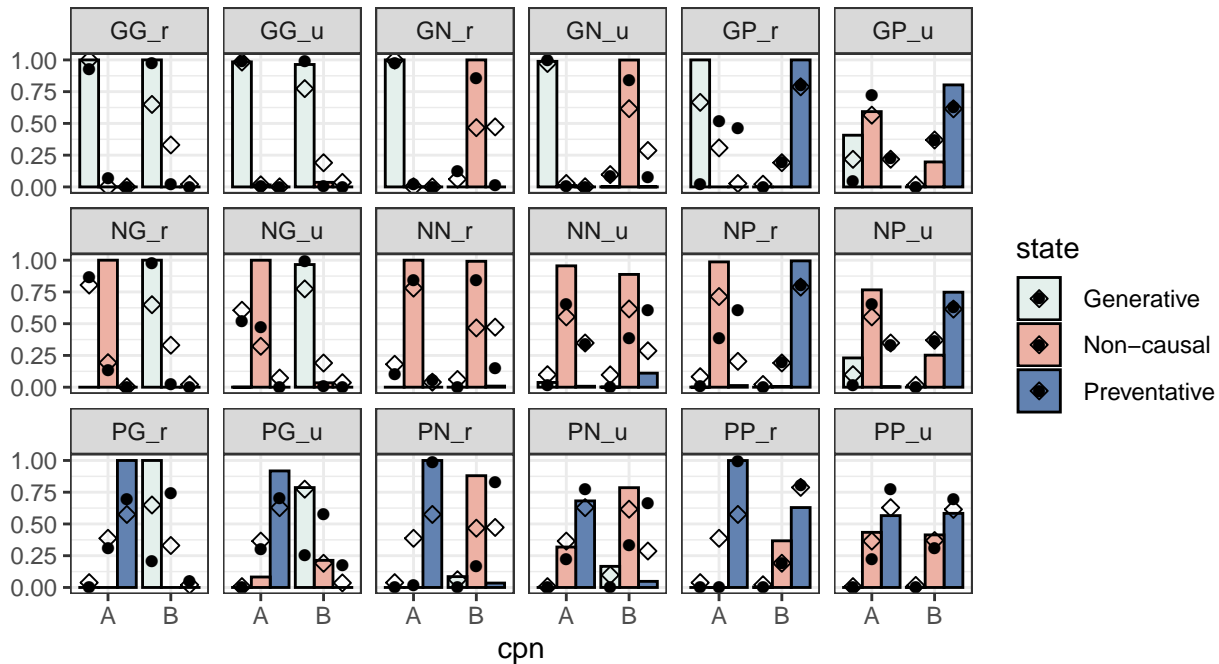 GG_r GG_u GN_r GN_u GP_r GP_u
1.00
0.75
0.50
0.25
0.00
NG_r NG_u NN_r NN_u NP_r NP_u
1.00
0.75
0.50
0.25
0.00
PG_r PG_u PN_r PN_u PP_r PP_u
1.00
0.75
0.50
0.25
0.00
A B A B A B A B A B A B
cpn
state
Generative
Non−causal
Preventative